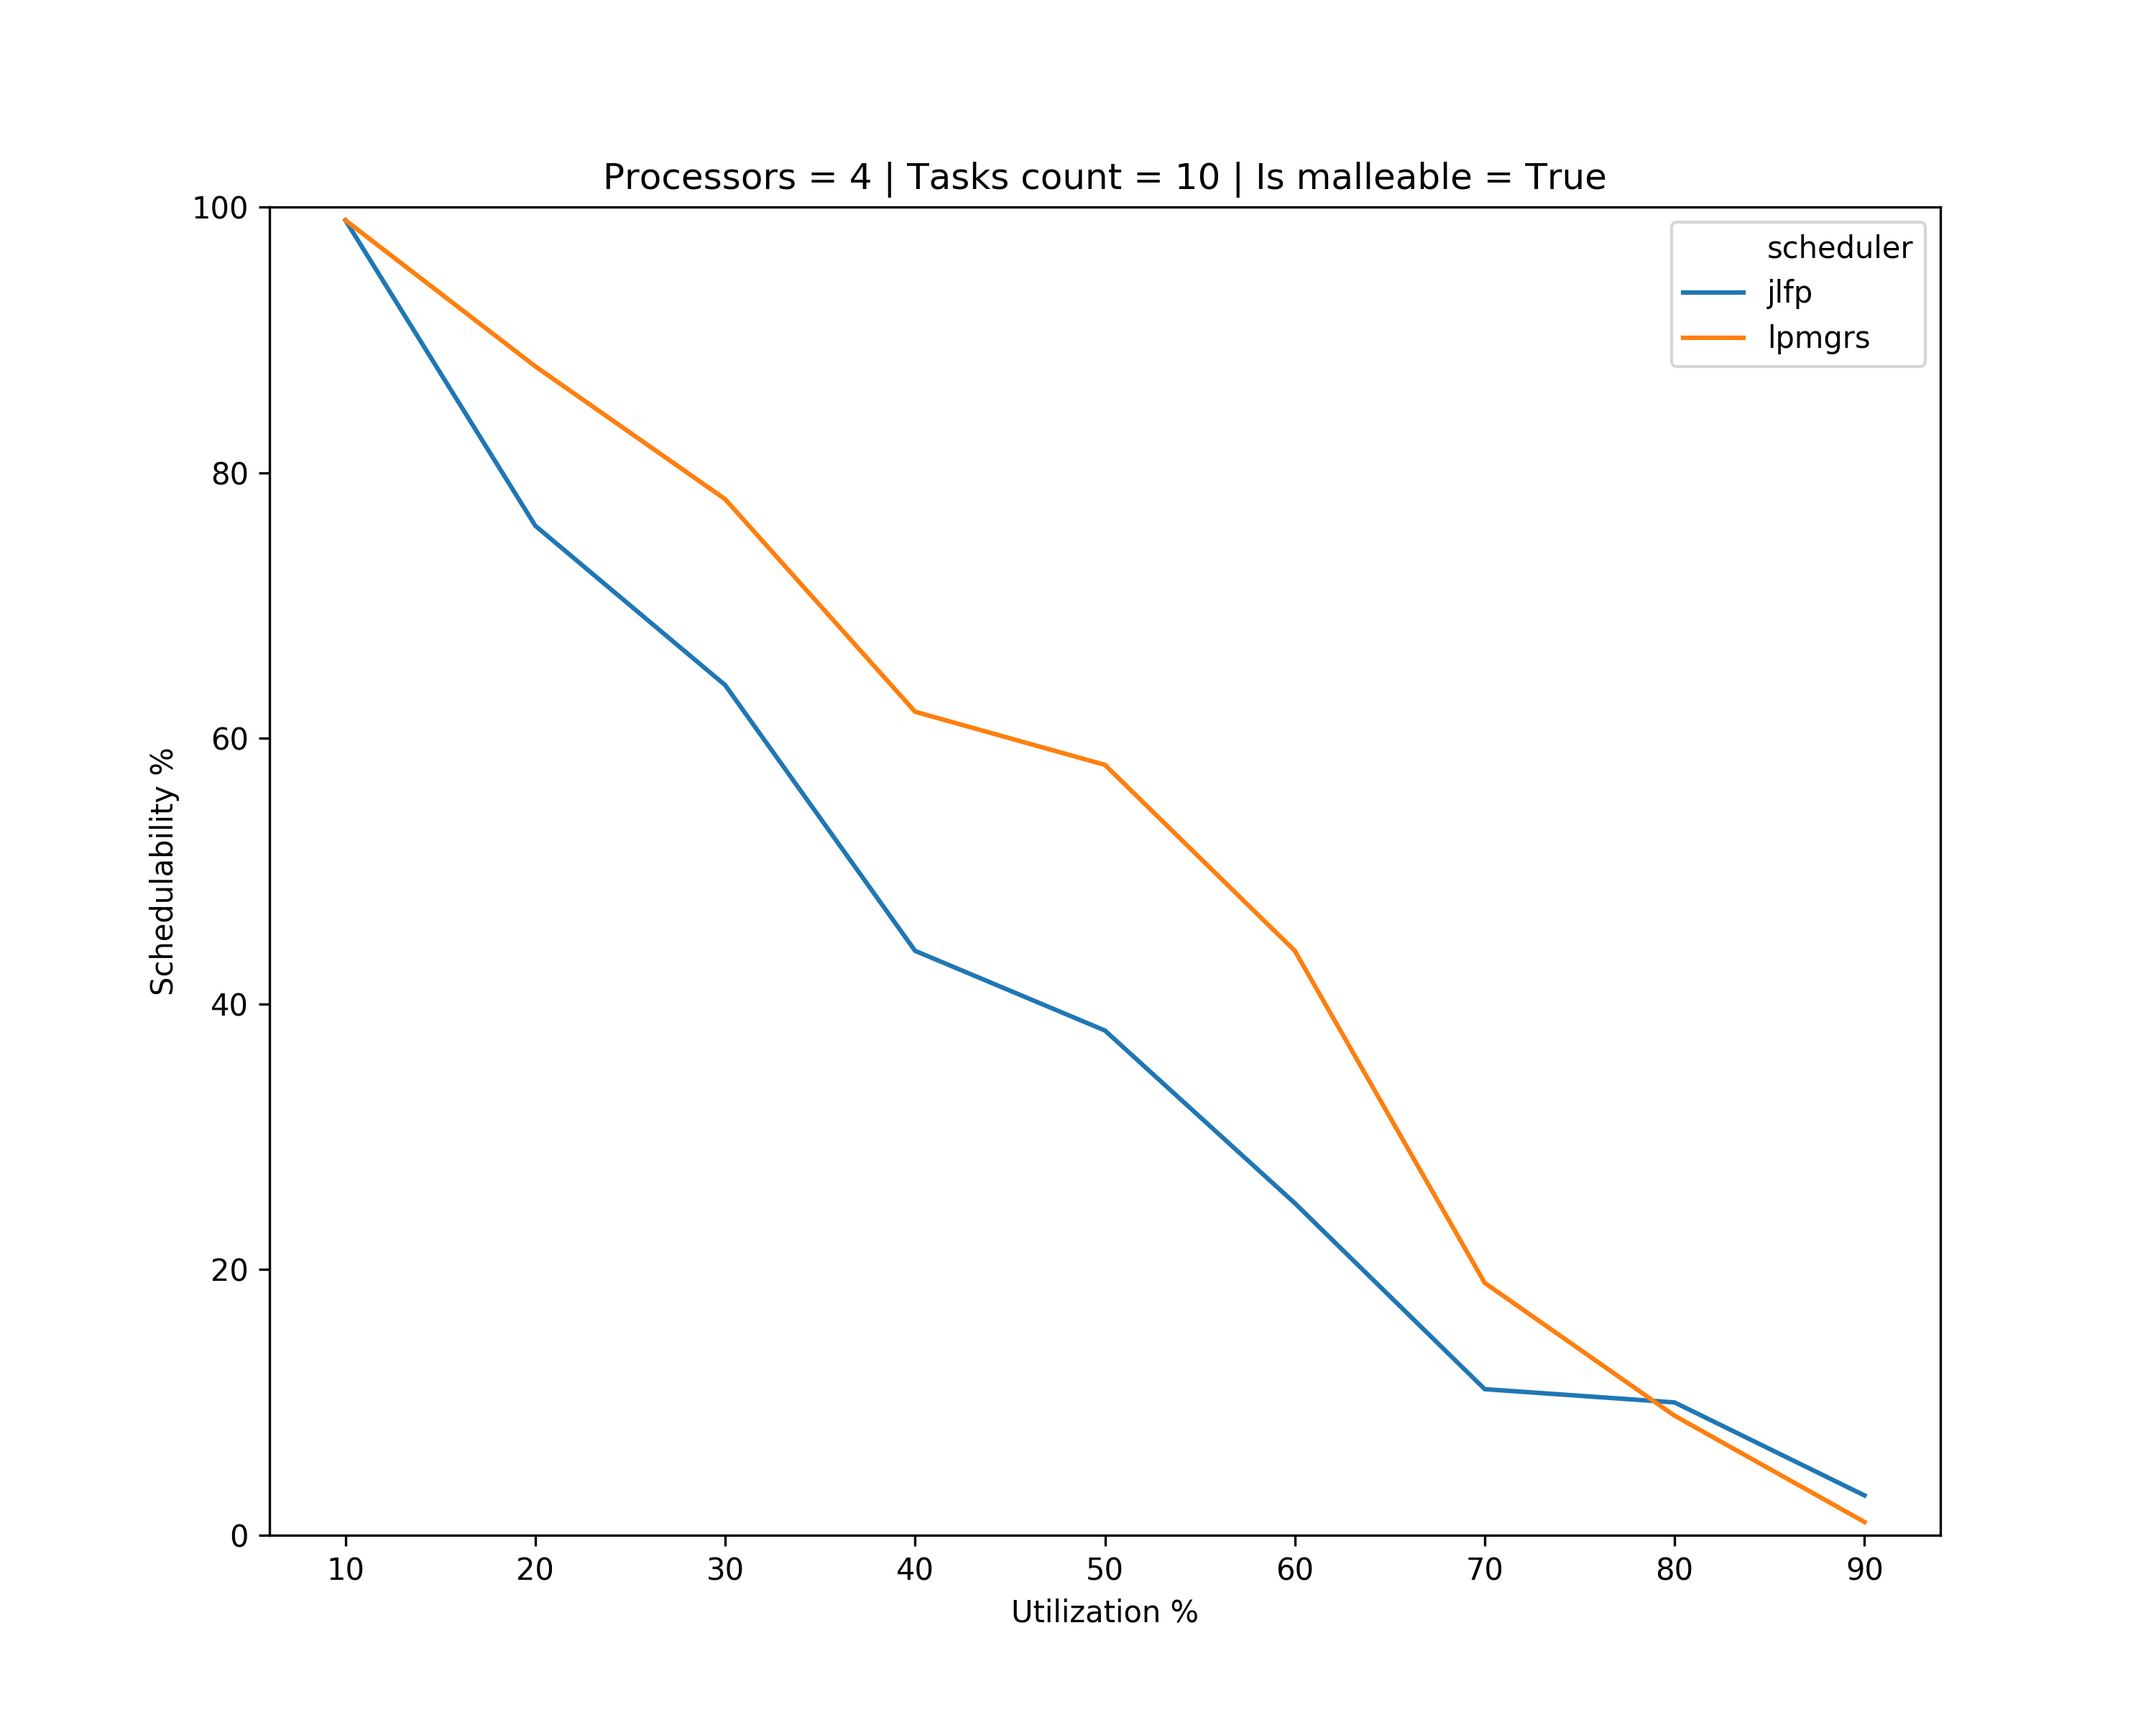 Processors = 4 | Tasks count = 10 | Is malleable = True
100
80
60
40
20
0
Schedulability %
scheduler
jlfp
lpmgrs
10 20 30 40 50 60 70 80 90
Utilization %